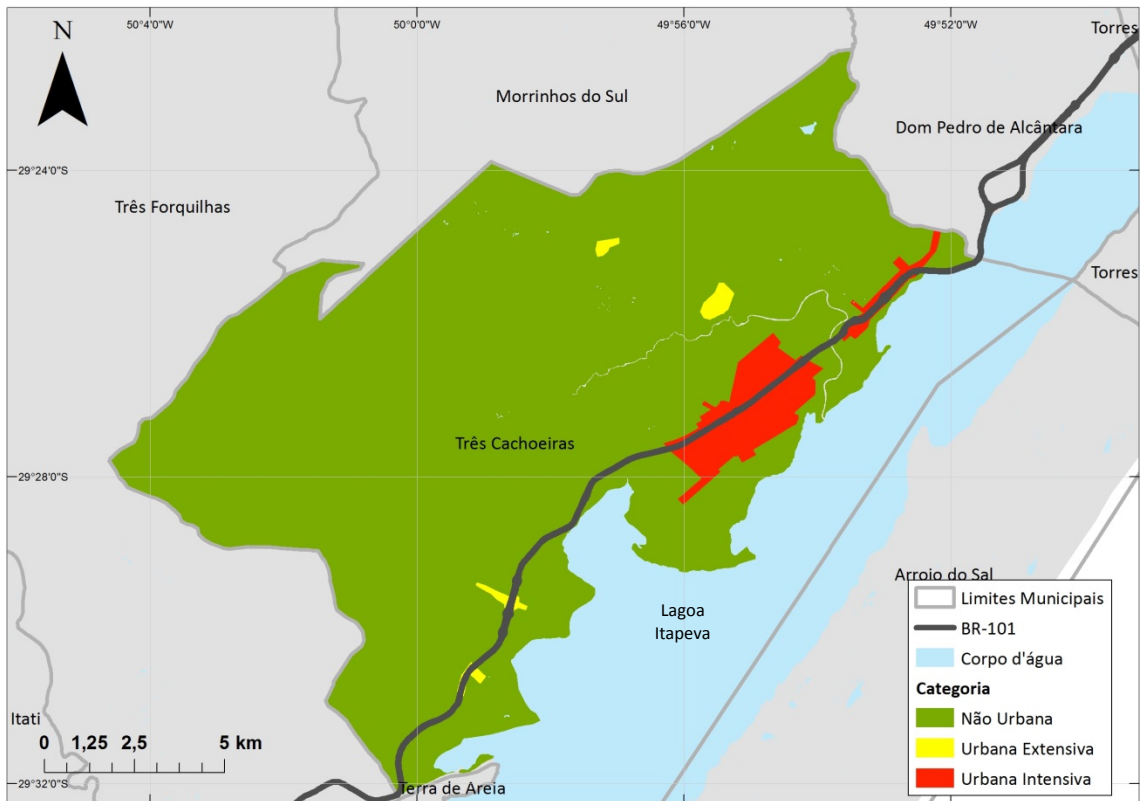 50°4'0"W
50°0'0"W
49°56'0"W
49°52'0"W
N
Torres
Morrinhos do Sul
Dom Pedro de Alcântara
29°24'0"S
Três Forquilhas
Torres
Três Cachoeiras
29°28'0"S
Arroio do Sal
Lagoa
Itapeva
Limites Municipais
BR-101
Corpo d'água
Categoria
Não Urbana
Urbana Extensiva
Urbana Intensiva
Itati
0 1,25 2,5 5 km
29°32'0"S
Terra de Areia